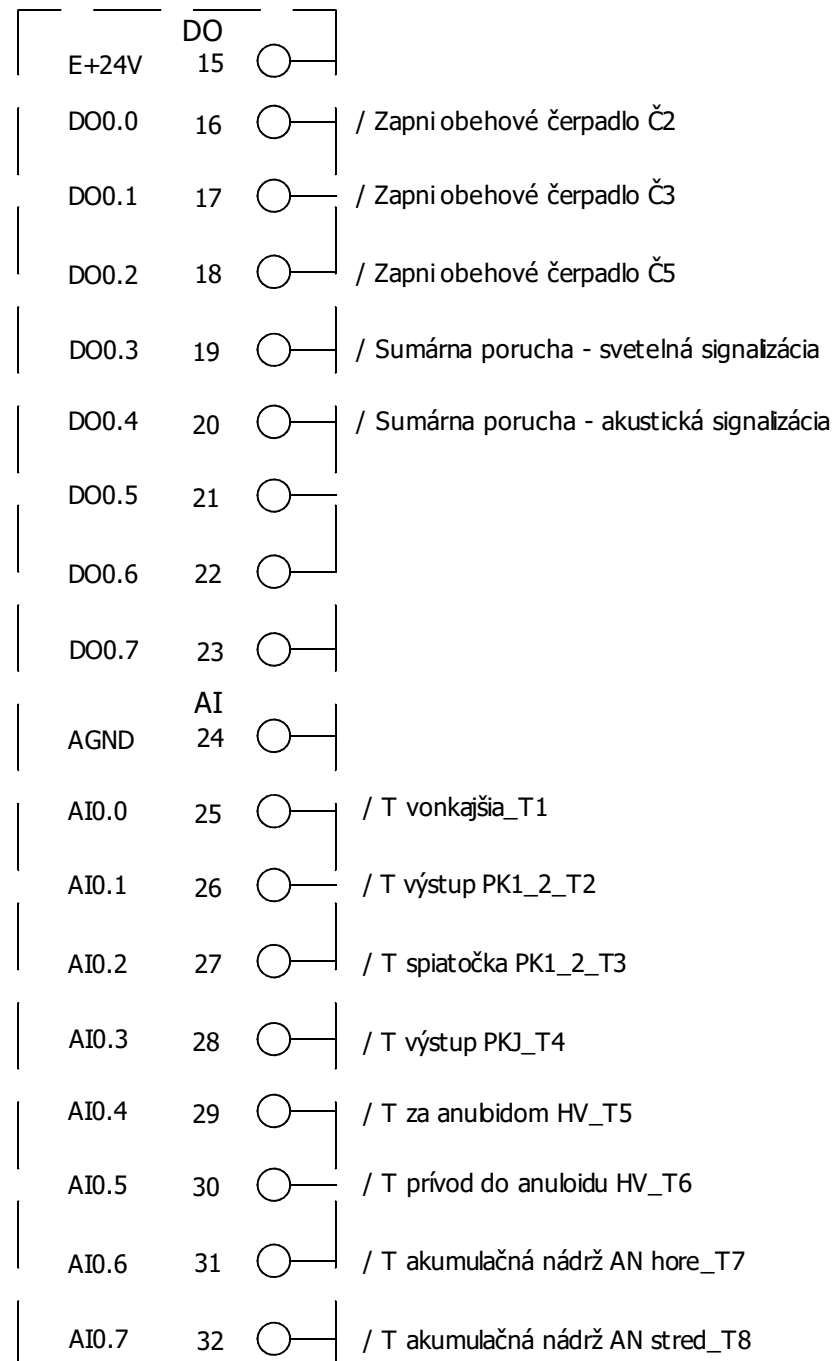 DO
E+24V 15
DO0.0 16 / Zapni obehové čerpadlo Č2
DO0.1 17 / Zapni obehové čerpadlo Č3
DO0.2 18 / Zapni obehové čerpadlo Č5
DO0.3 19 / Sumárna porucha - svetelná signalizácia
DO0.4 20 / Sumárna porucha - akustická signalizácia
DO0.5 21
DO0.6 22
DO0.7 23
AI
AGND 24
AI0.0 25 / T vonkajšia_T1
AI0.1 26 / T výstup PK1_2_T2
AI0.2 27 / T spiatočka PK1_2_T3
AI0.3 28 / T výstup PKJ_T4
AI0.4 29 / T za anuloidom HV_T5
AI0.5 30 / T prívod do anuloidu HV_T6
AI0.6 31 / T akumulačná nádrž AN hore_T7
AI0.7 32 / T akumulačná nádrž AN stred_T8